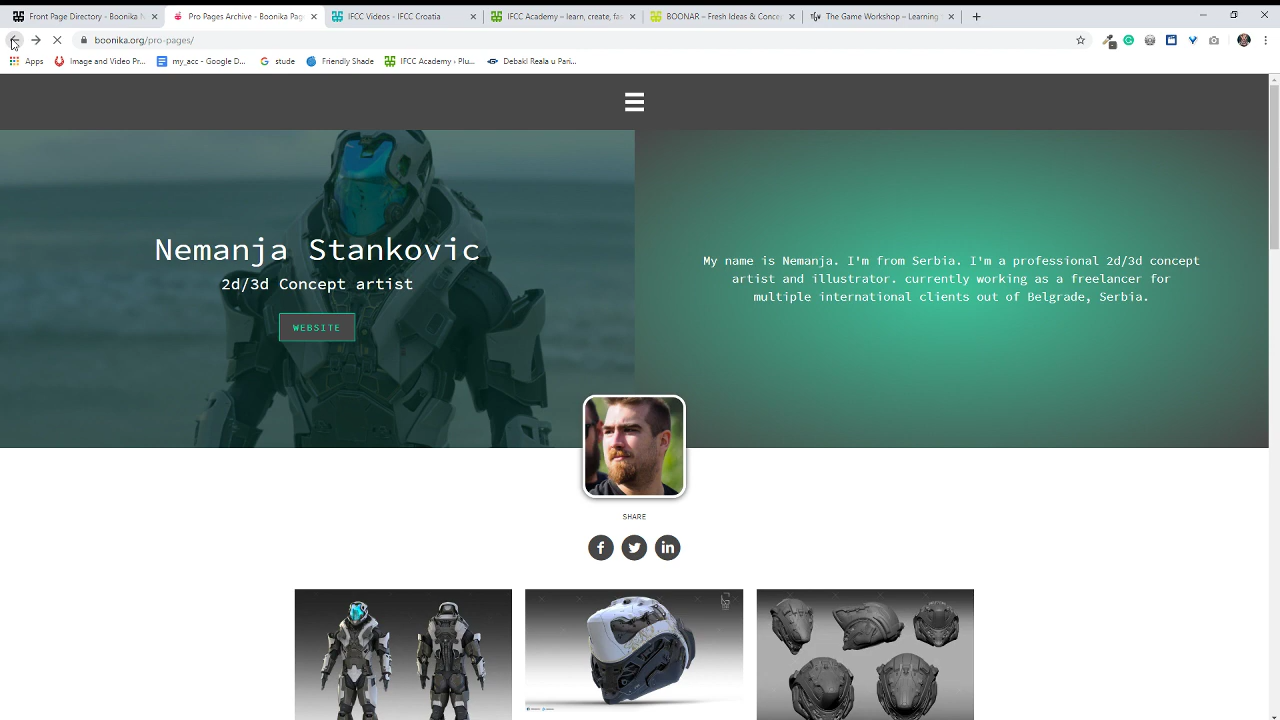 Front Page Directory - Boonika N
Pro Pages Archive - Boonika Page
IFCC Videos - IFCC Croatia
IFCC Academy – learn, create, fas
BOONAR – Fresh Ideas & Conce
The Game Workshop – Learning
boonika.org/pro-pages/
Apps
Image and Video Pr...
my_acc - Google D...
stude
Friendly Shade
IFCC Academy › Plu...
Debakl Reala u Pari...
Nemanja Stankovic
2d/3d Concept artist
WEBSITE
My name is Nemanja. I'm from Serbia. I'm a professional 2d/3d concept
artist and illustrator. currently working as a freelancer for
multiple international clients out of Belgrade, Serbia.
SHARE